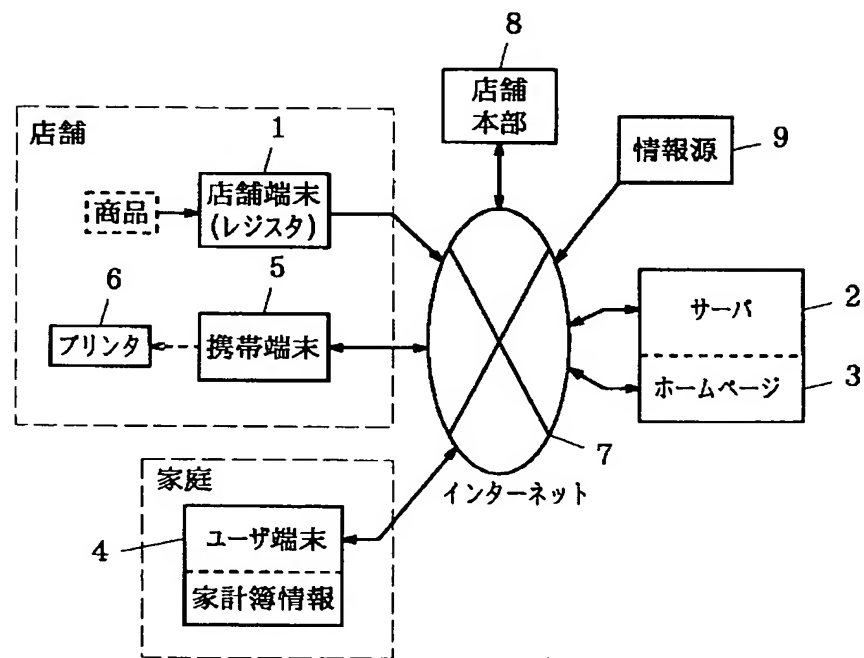 8
店舗
本部
店舗
1
情報源
9
商品
店舗端末
(レジスタ)
6
5
サーバ
2
プリンタ
携帯端末
ホームページ
3
7
インターネット
家庭
4
ユーザ端末
家計簿情報